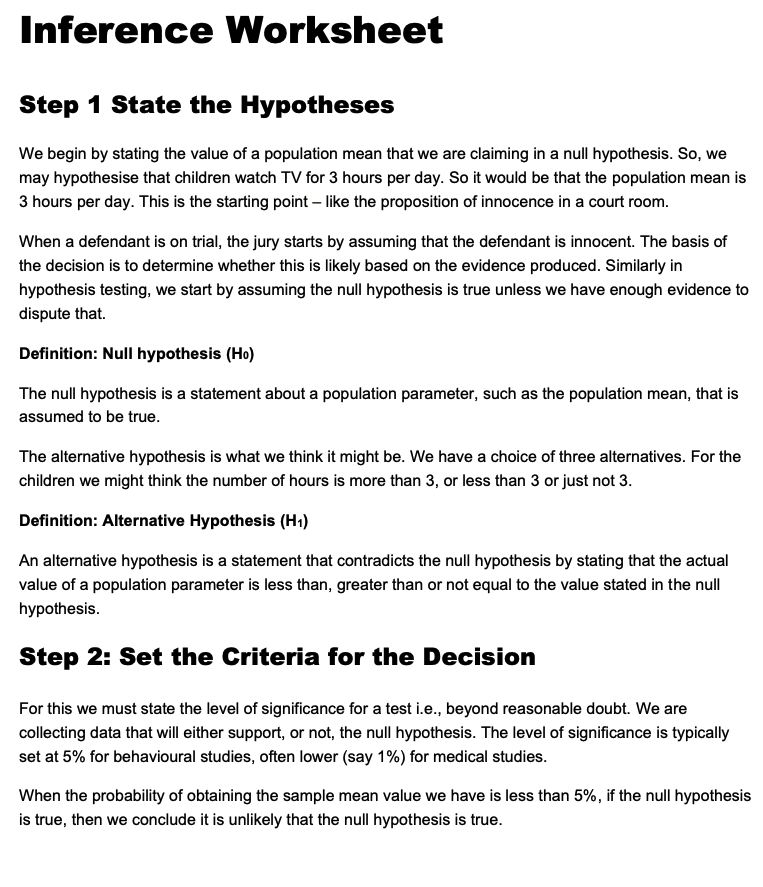 Inference Worksheet
Step 1 State the Hypotheses
We begin by stating the value of a population mean that we are claiming in a null hypothesis. So, we
may hypothesise that children watch TV for 3 hours per day. So it would be that the population mean is
3 hours per day. This is the starting point – like the proposition of innocence in a court room.
When a defendant is on trial, the jury starts by assuming that the defendant is innocent. The basis of
the decision is to determine whether this is likely based on the evidence produced. Similarly in
hypothesis testing, we start by assuming the null hypothesis is true unless we have enough evidence to
dispute that.
Definition: Null hypothesis (H₀)
The null hypothesis is a statement about a population parameter, such as the population mean, that is
assumed to be true.
The alternative hypothesis is what we think it might be. We have a choice of three alternatives. For the
children we might think the number of hours is more than 3, or less than 3 or just not 3.
Definition: Alternative Hypothesis (H₁)
An alternative hypothesis is a statement that contradicts the null hypothesis by stating that the actual
value of a population parameter is less than, greater than or not equal to the value stated in the null
hypothesis.
Step 2: Set the Criteria for the Decision
For this we must state the level of significance for a test i.e., beyond reasonable doubt. We are
collecting data that will either support, or not, the null hypothesis. The level of significance is typically
set at 5% for behavioural studies, often lower (say 1%) for medical studies.
When the probability of obtaining the sample mean value we have is less than 5%, if the null hypothesis
is true, then we conclude it is unlikely that the null hypothesis is true.